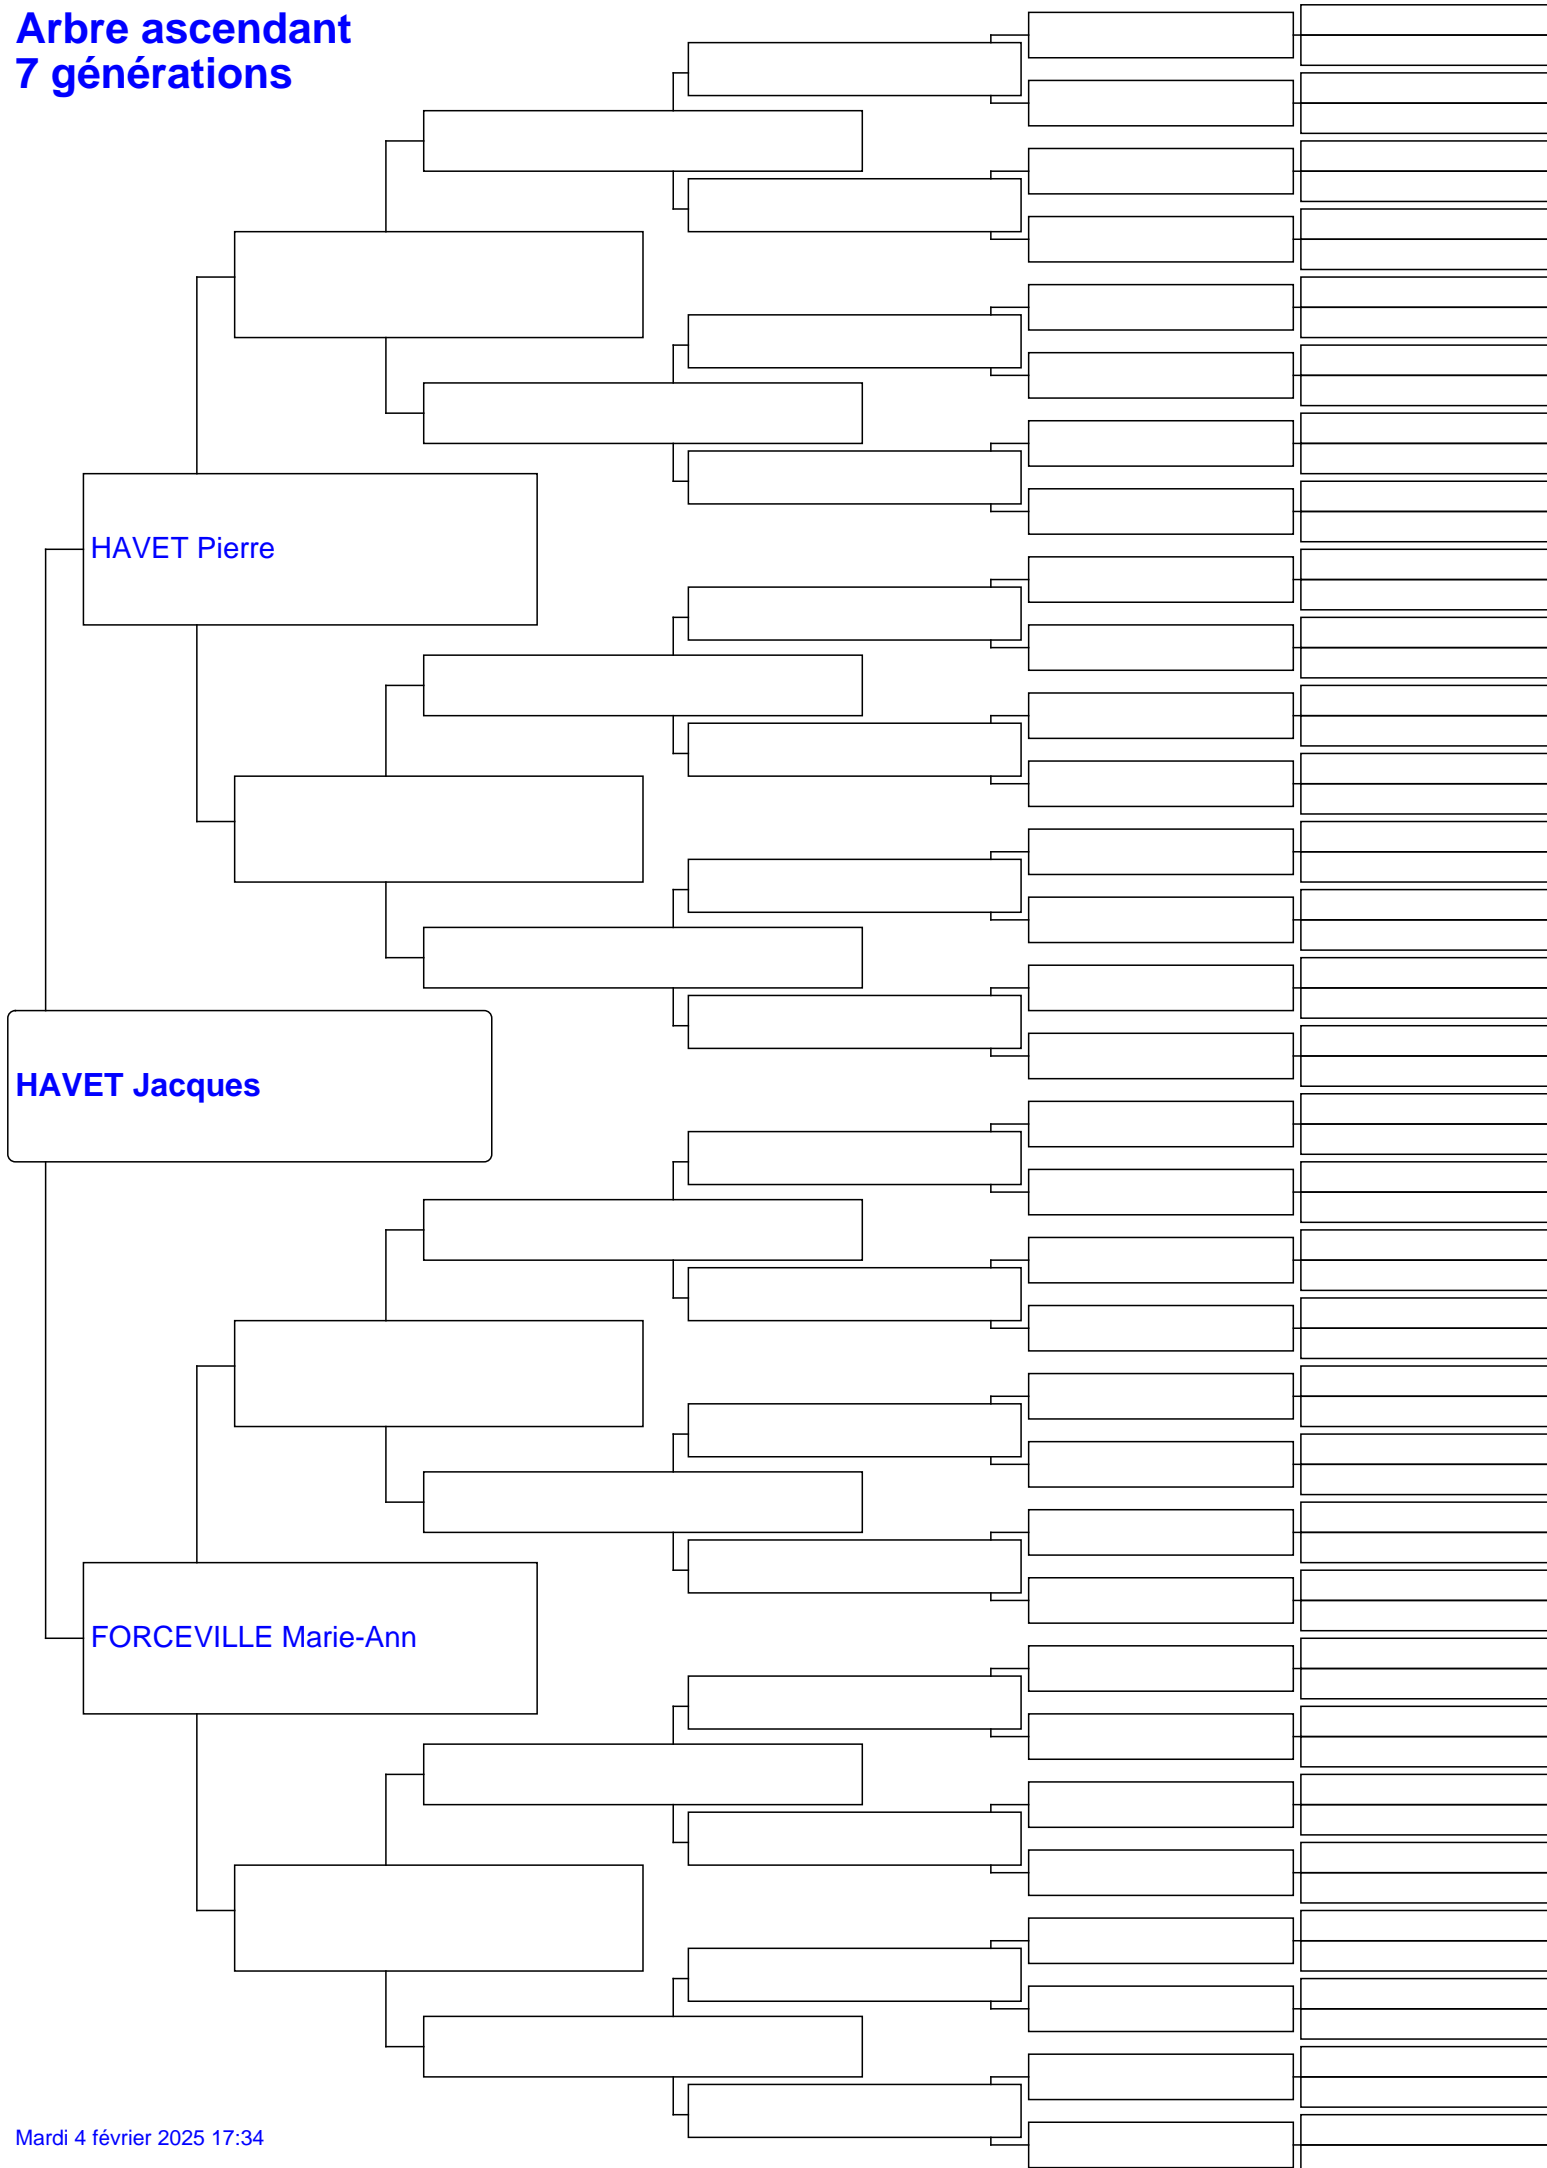 Arbre ascendant
7 générations
HAVET Pierre
HAVET Jacques
FORCEVILLE Marie-Ann
Mardi 4 février 2025 17:34